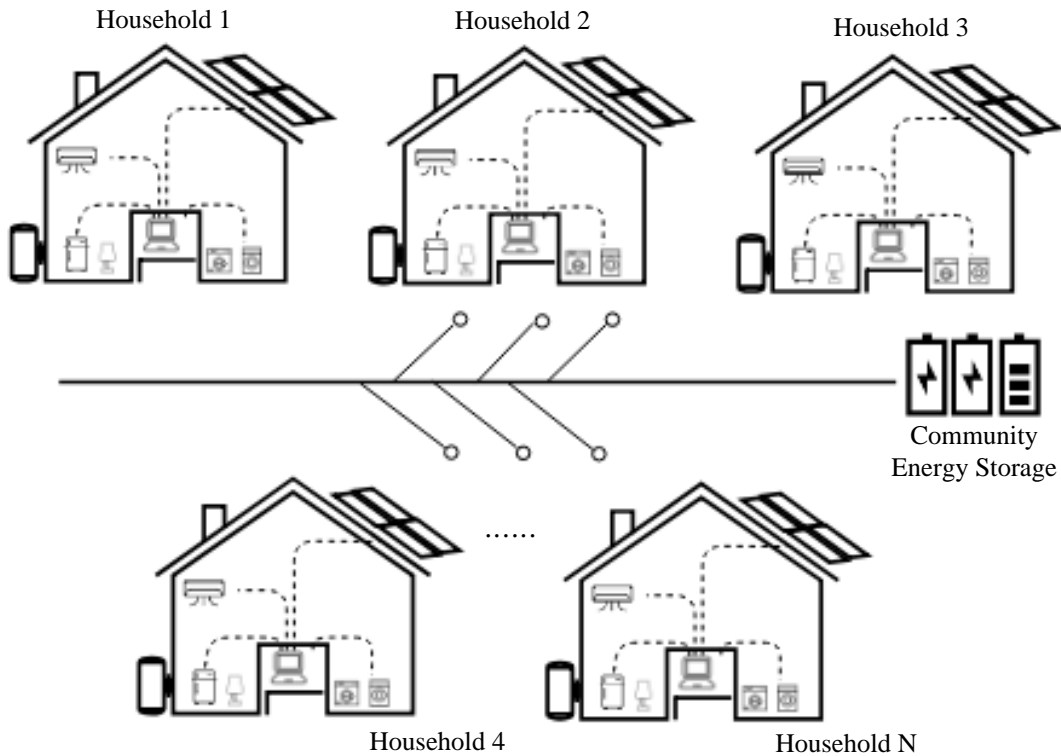 Household 1
Household 2
Household 3
Community
Energy Storage
......
Household 4
Household N